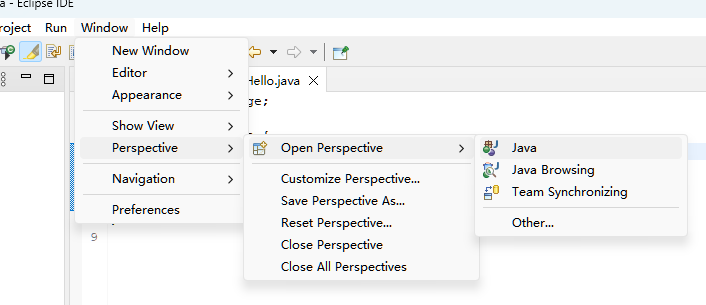 a - Eclipse IDE
roject Run Window Help
New Window
Editor
Appearance
Show View
Perspective
Navigation
Preferences
Hello.java
ge;
{
9
Open Perspective
Customize Perspective...
Save Perspective As...
Reset Perspective...
Close Perspective
Close All Perspectives
Java
Java Browsing
Team Synchronizing
Other...